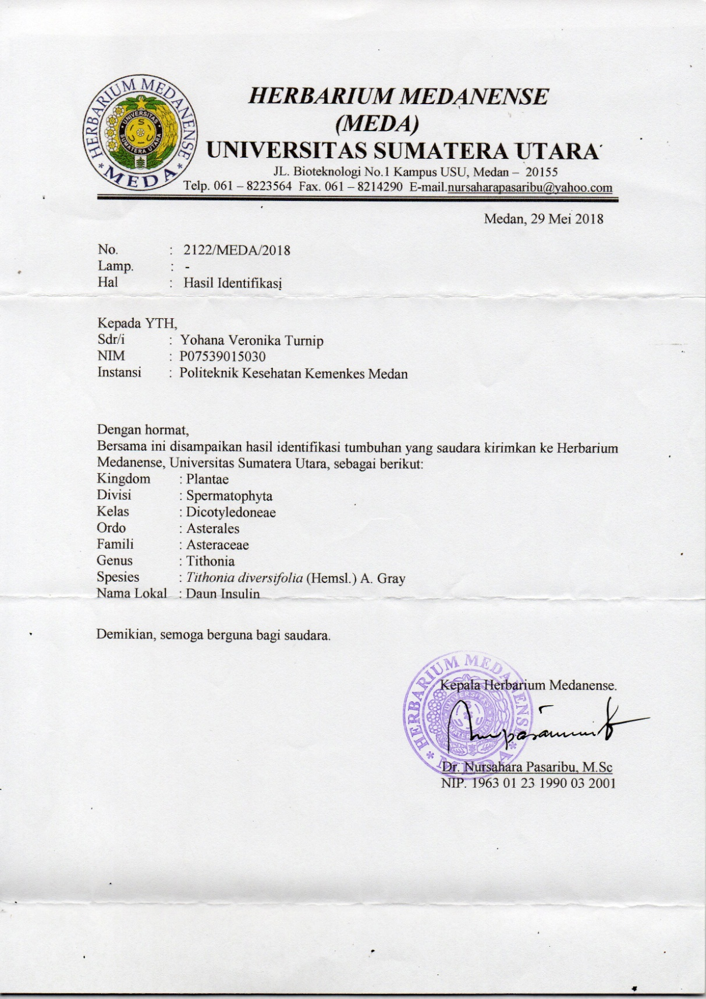 HERBARIUM MEDANENSE
* MEDA *
UNIVERSITAS
SUMATERA UTARA
HERBARIUM MEDANENSE
(MEDA)
UNIVERSITAS SUMATERA UTARA
JL. Bioteknologi No.1 Kampus USU, Medan – 20155
Telp. 061 – 8223564 Fax. 061 – 8214290 E-mail.nursaharapasaribu@yahoo.com
Medan, 29 Mei 2018
No. : 2122/MEDA/2018
Lamp. : -
Hal : Hasil Identifikasi
Kepada YTH,
Sdr/i : Yohana Veronika Turnip
NIM : P07539015030
Instansi : Politeknik Kesehatan Kemenkes Medan
Dengan hormat,
Bersama ini disampaikan hasil identifikasi tumbuhan yang saudara kirimkan ke Herbarium
Medanense, Universitas Sumatera Utara, sebagai berikut:
Kingdom : Plantae
Divisi : Spermatophyta
Kelas : Dicotyledoneae
Ordo : Asterales
Famili : Asteraceae
Genus : Tithonia
Spesies : Tithonia diversifolia (Hemsl.) A. Gray
Nama Lokal : Daun Insulin
Demikian, semoga berguna bagi saudara.
HERBARIUM MEDANENSE
* MEDA *
UNIVERSITAS
SUMATERA UTARA
Kepala Herbarium Medanense.
Dr. Nursahara Pasaribu, M.Sc
NIP. 1963 01 23 1990 03 2001